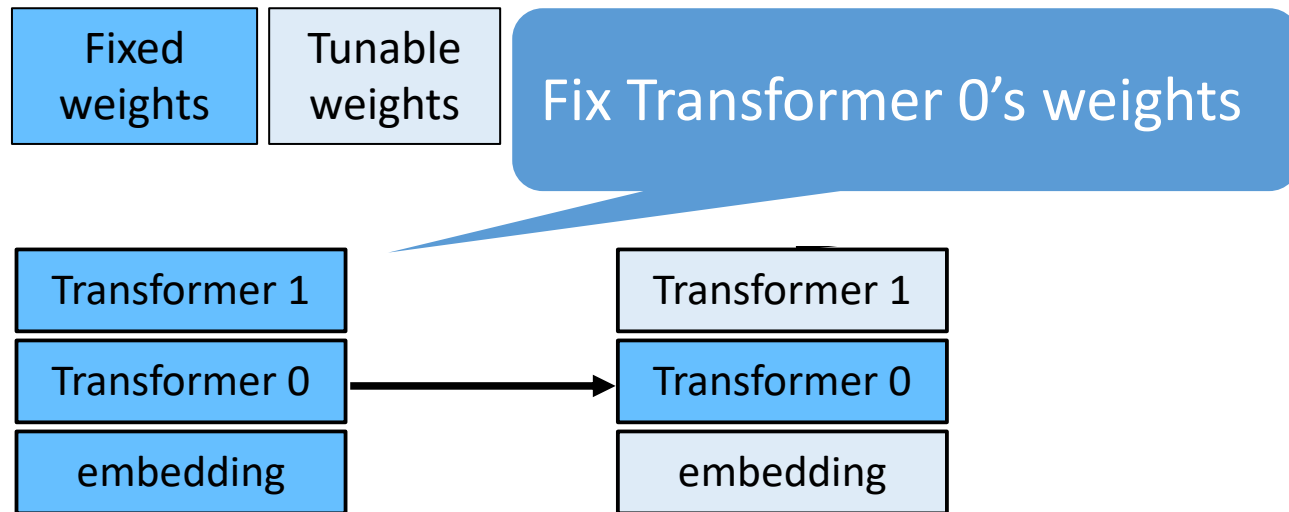 Fixed
weights
Tunable
weights
Fix Transformer 0’s weights
Transformer 1
Transformer 0
embedding
Transformer 1
Transformer 0
embedding